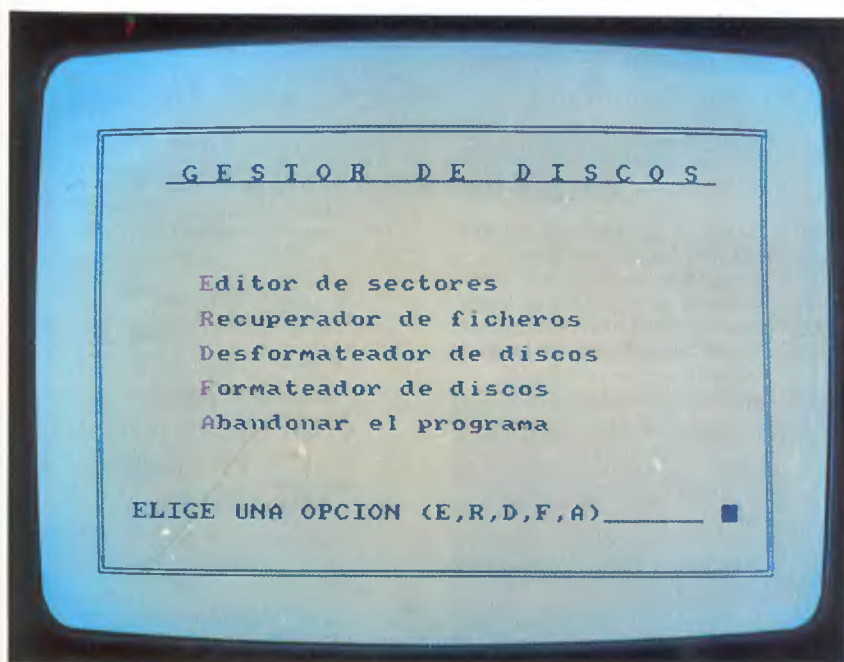 GESTOR DE DISCOS
Editor de sectores
Recuperador de ficheros
Desformateador de discos
Formateador de discos
Abandonar el programa
ELIGE UNA OPCION (E,R,D,F,A)